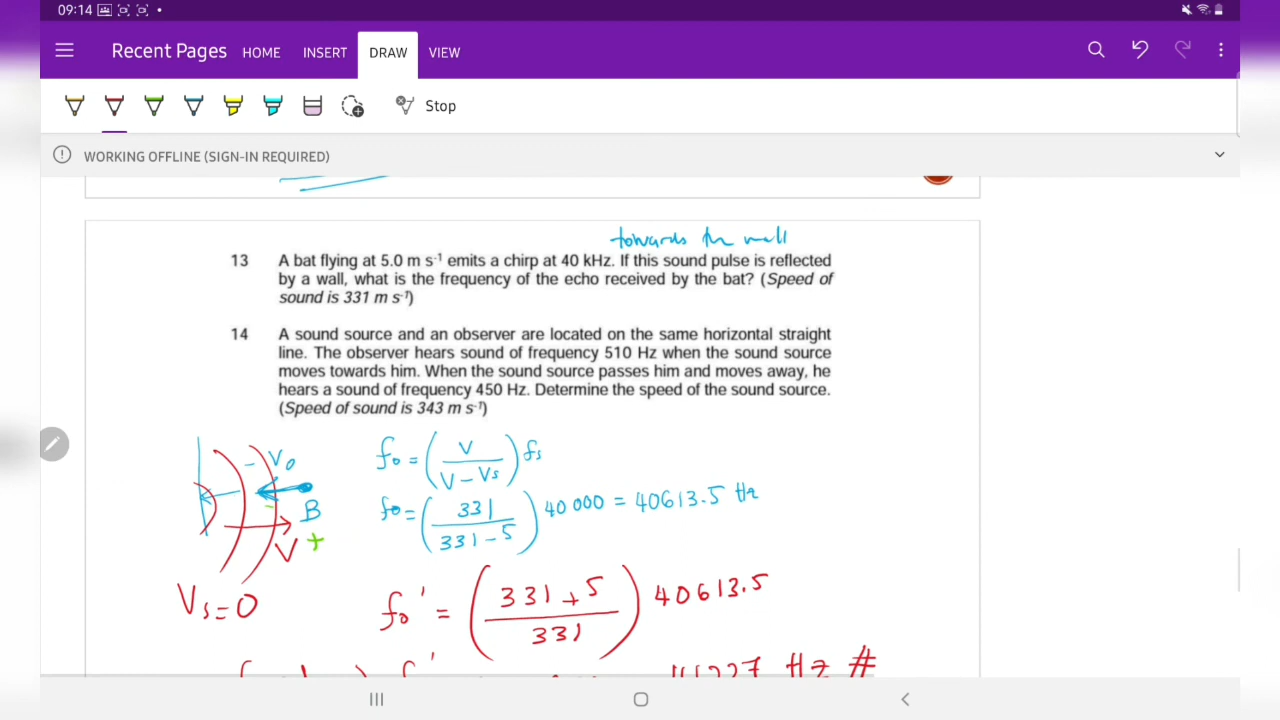 09:14
Recent Pages HOME INSERT DRAW VIEW
Stop
WORKING OFFLINE (SIGN-IN REQUIRED)
towards the wall
13 A bat flying at 5.0 m s⁻¹ emits a chirp at 40 kHz. If this sound pulse is reflected
by a wall, what is the frequency of the echo received by the bat? (Speed of
sound is 331 m s⁻¹)
14 A sound source and an observer are located on the same horizontal straight
line. The observer hears sound of frequency 510 Hz when the sound source
moves towards him. When the sound source passes him and moves away, he
hears a sound of frequency 450 Hz. Determine the speed of the sound source.
(Speed of sound is 343 m s⁻¹)
- Vo
B
V +
Vs = 0
fo = (V / (V - Vs)) fs
fo = (331 / (331 - 5)) 40 000 = 40613.5 Hz
fo' = ((331 + 5) / 331) 40613.5
Hz #